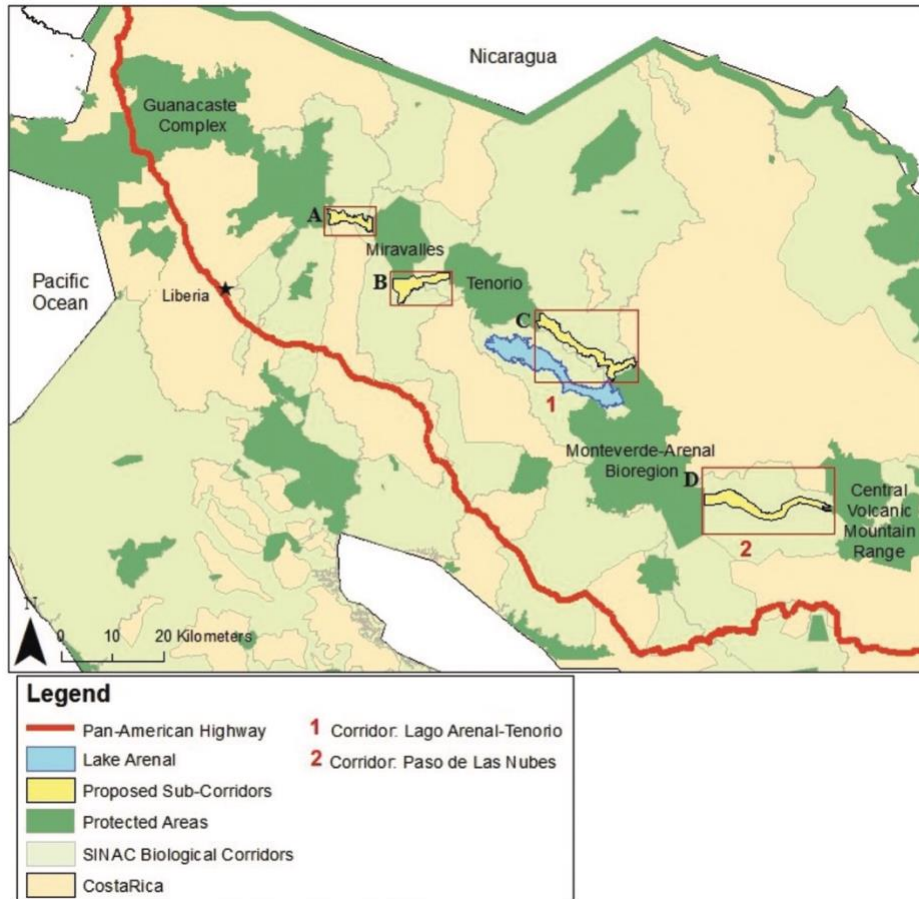 Nicaragua
Guanacaste
Complex
A
Miravalles
Pacific
Ocean
Liberia
B
Tenorio
C
1
Monteverde-Arenal
Bioregion
D
Central
Volcanic
Mountain
Range
2
N
0 10 20 Kilometers
Legend
Pan-American Highway
Lake Arenal
Proposed Sub-Corridors
Protected Areas
SINAC Biological Corridors
CostaRica
1 Corridor: Lago Arenal-Tenorio
2 Corridor: Paso de Las Nubes